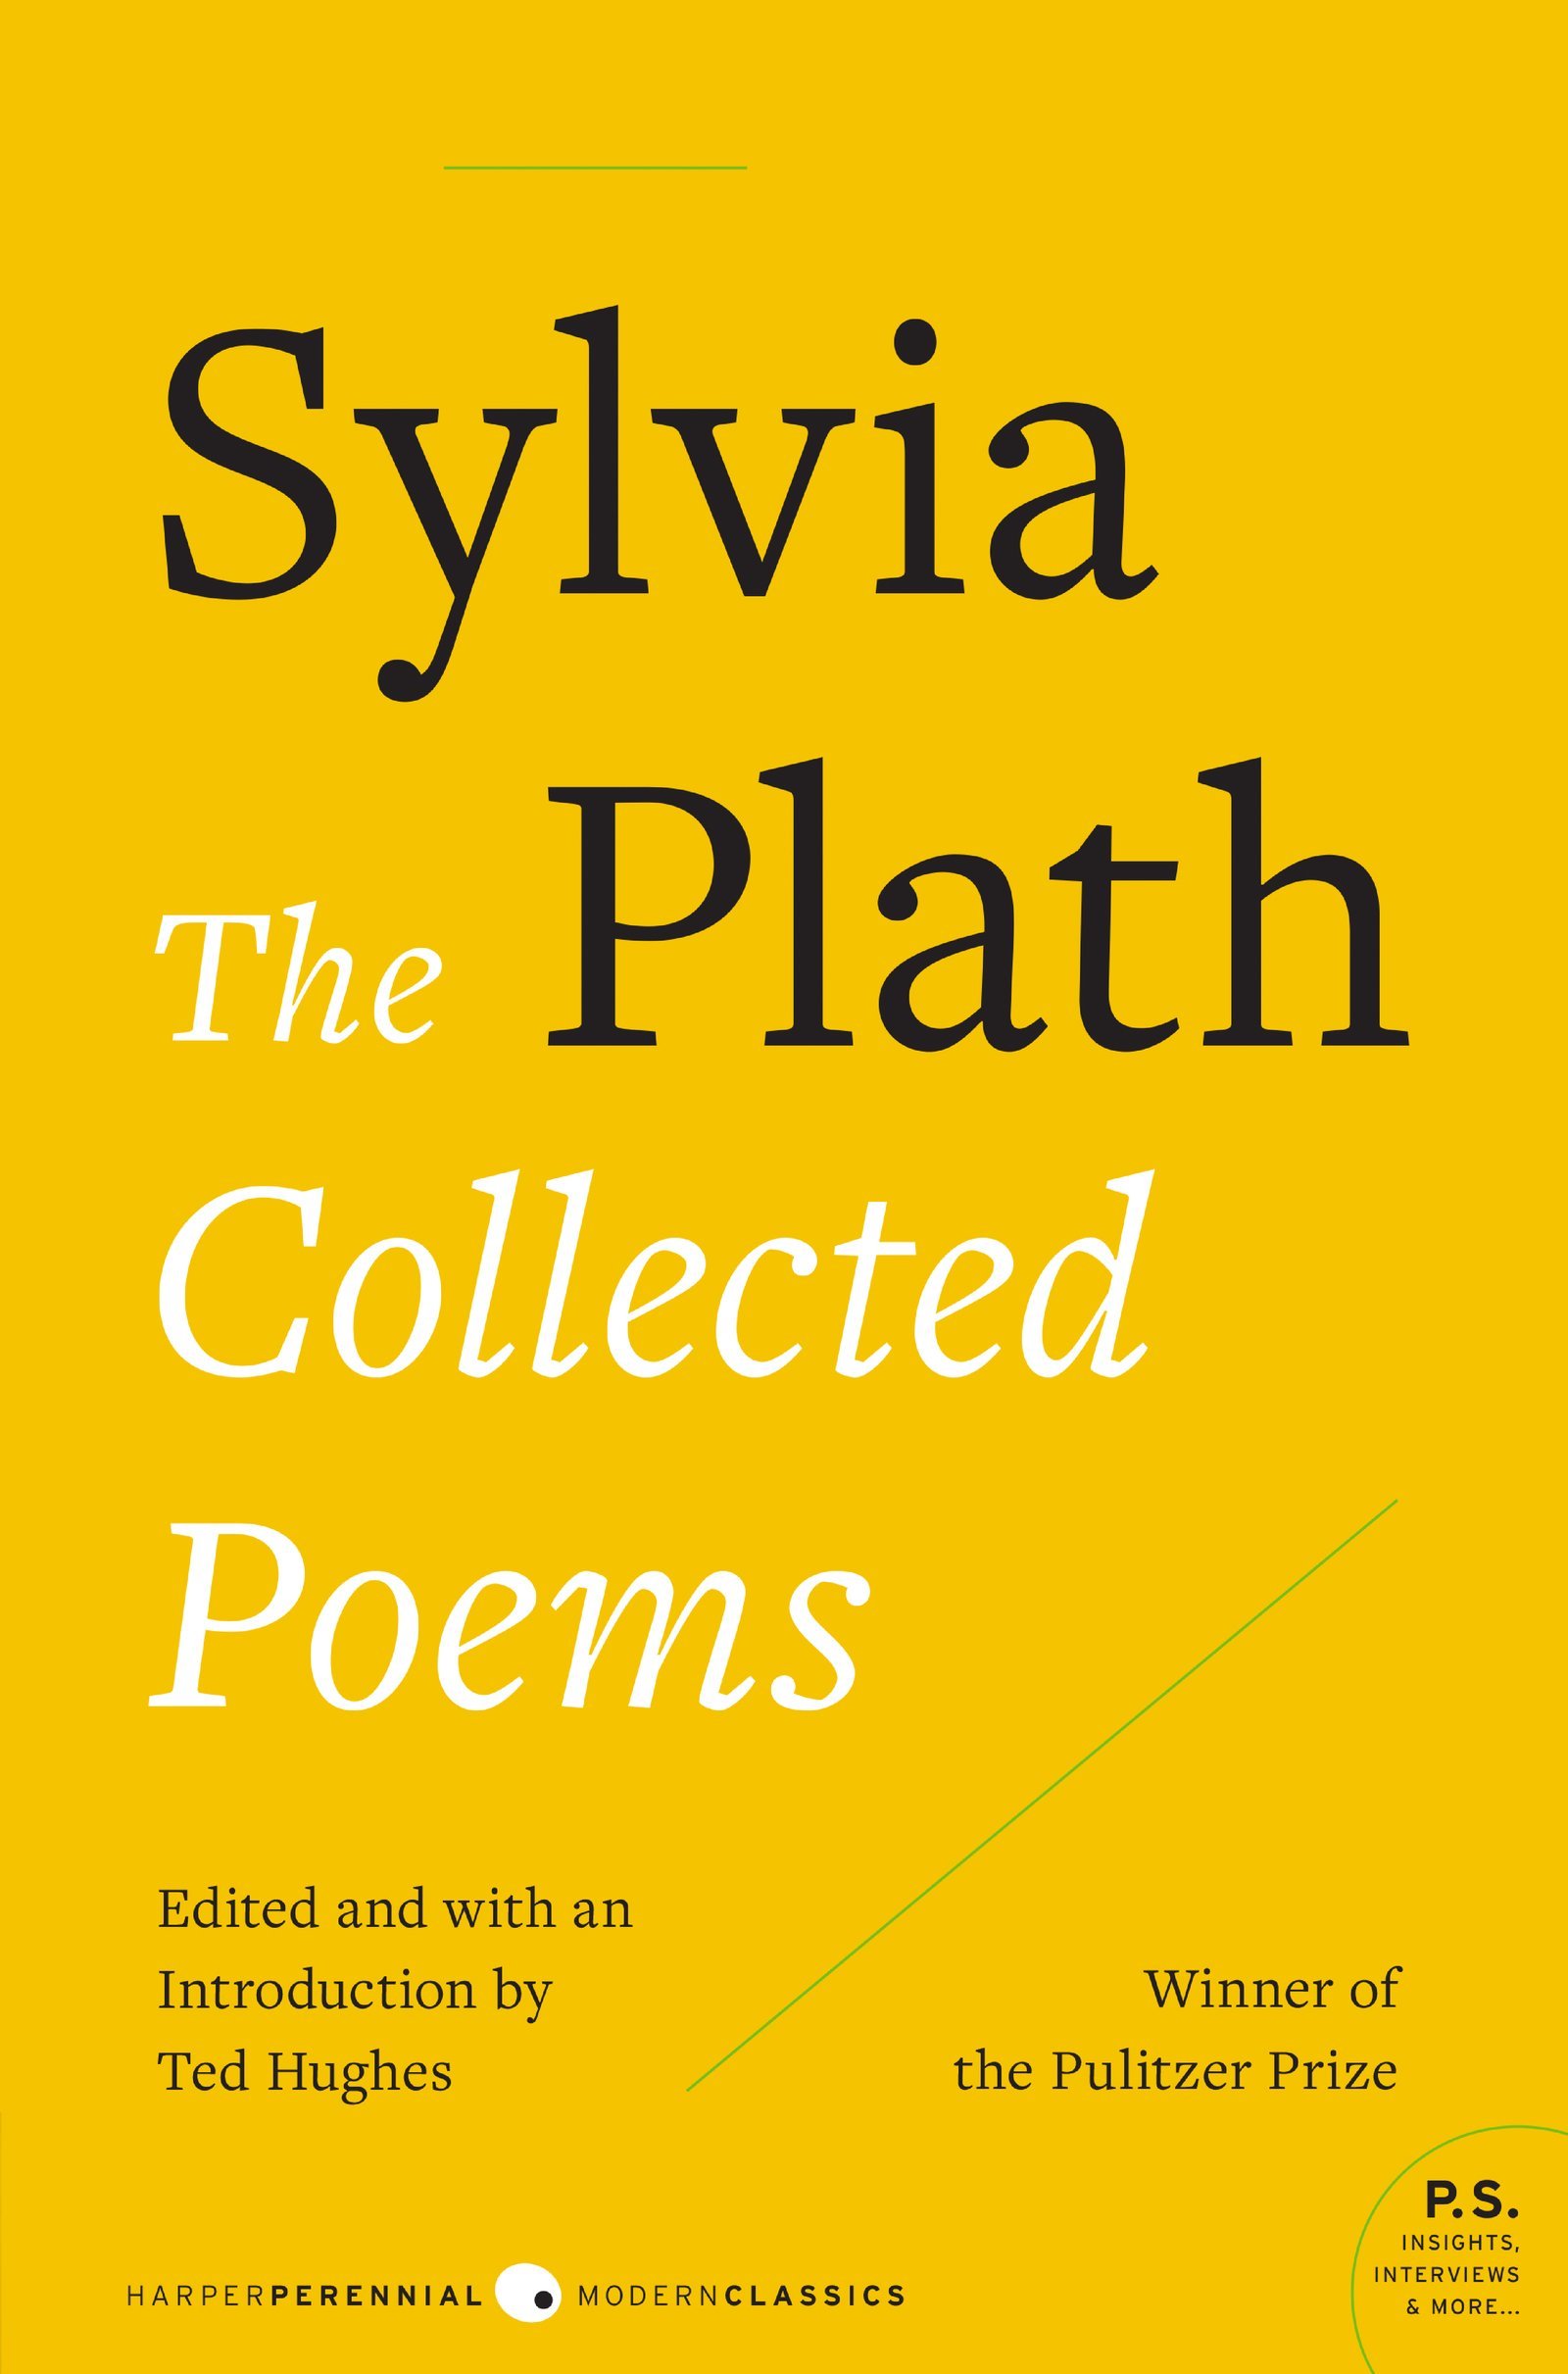 Sylvia
The Plath
Collected
Poems
Edited and with an
Introduction by
Ted Hughes
Winner of
the Pulitzer Prize
P.S.
INSIGHTS,
INTERVIEWS
& MORE...
HARPERPERENNIAL MODERNCLASSICS